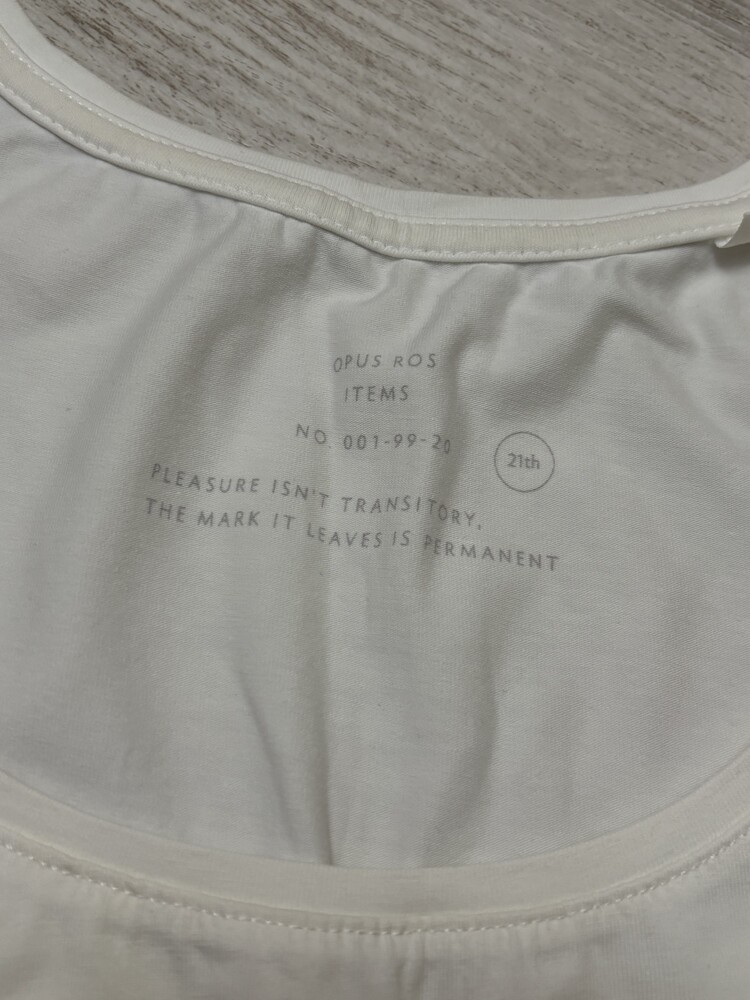 OPUS ROS
ITEMS
NO. 001-99-20
21th
PLEASURE ISN'T TRANSITORY,
THE MARK IT LEAVES IS PERMANENT